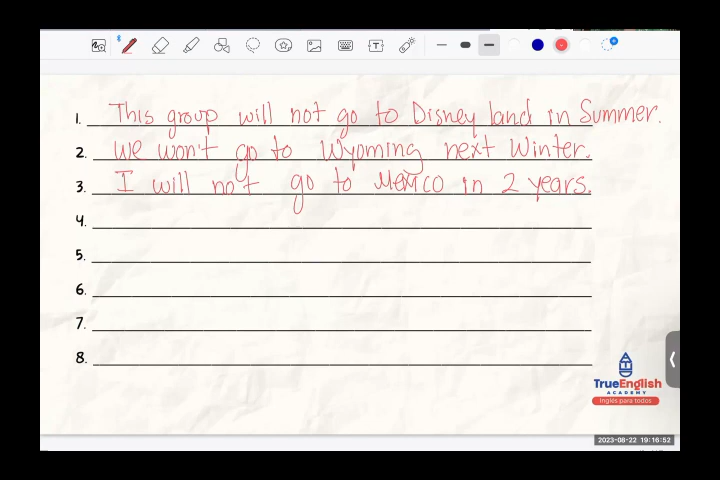 1. This group will not go to Disney land in Summer.
2. we won't go to Wyoming next Winter.
3. I will not go to Mexico in 2 years.
4.
5.
6.
7.
8.
TrueEnglish
ACADEMY
Inglés para todos
2023-08-22 19:16:52